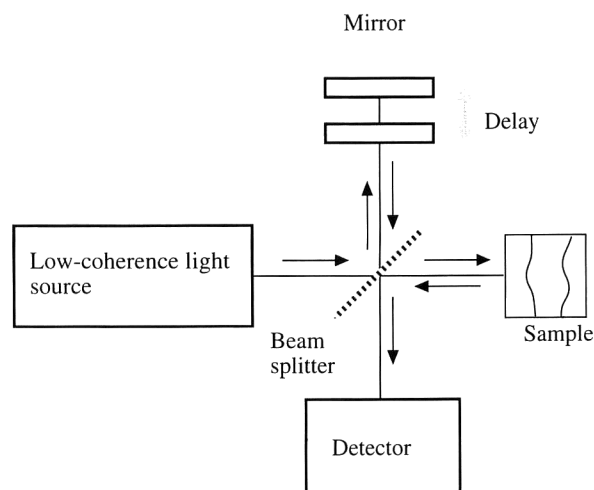 Mirror
Delay
Low-coherence light
source
Beam
splitter
Sample
Detector